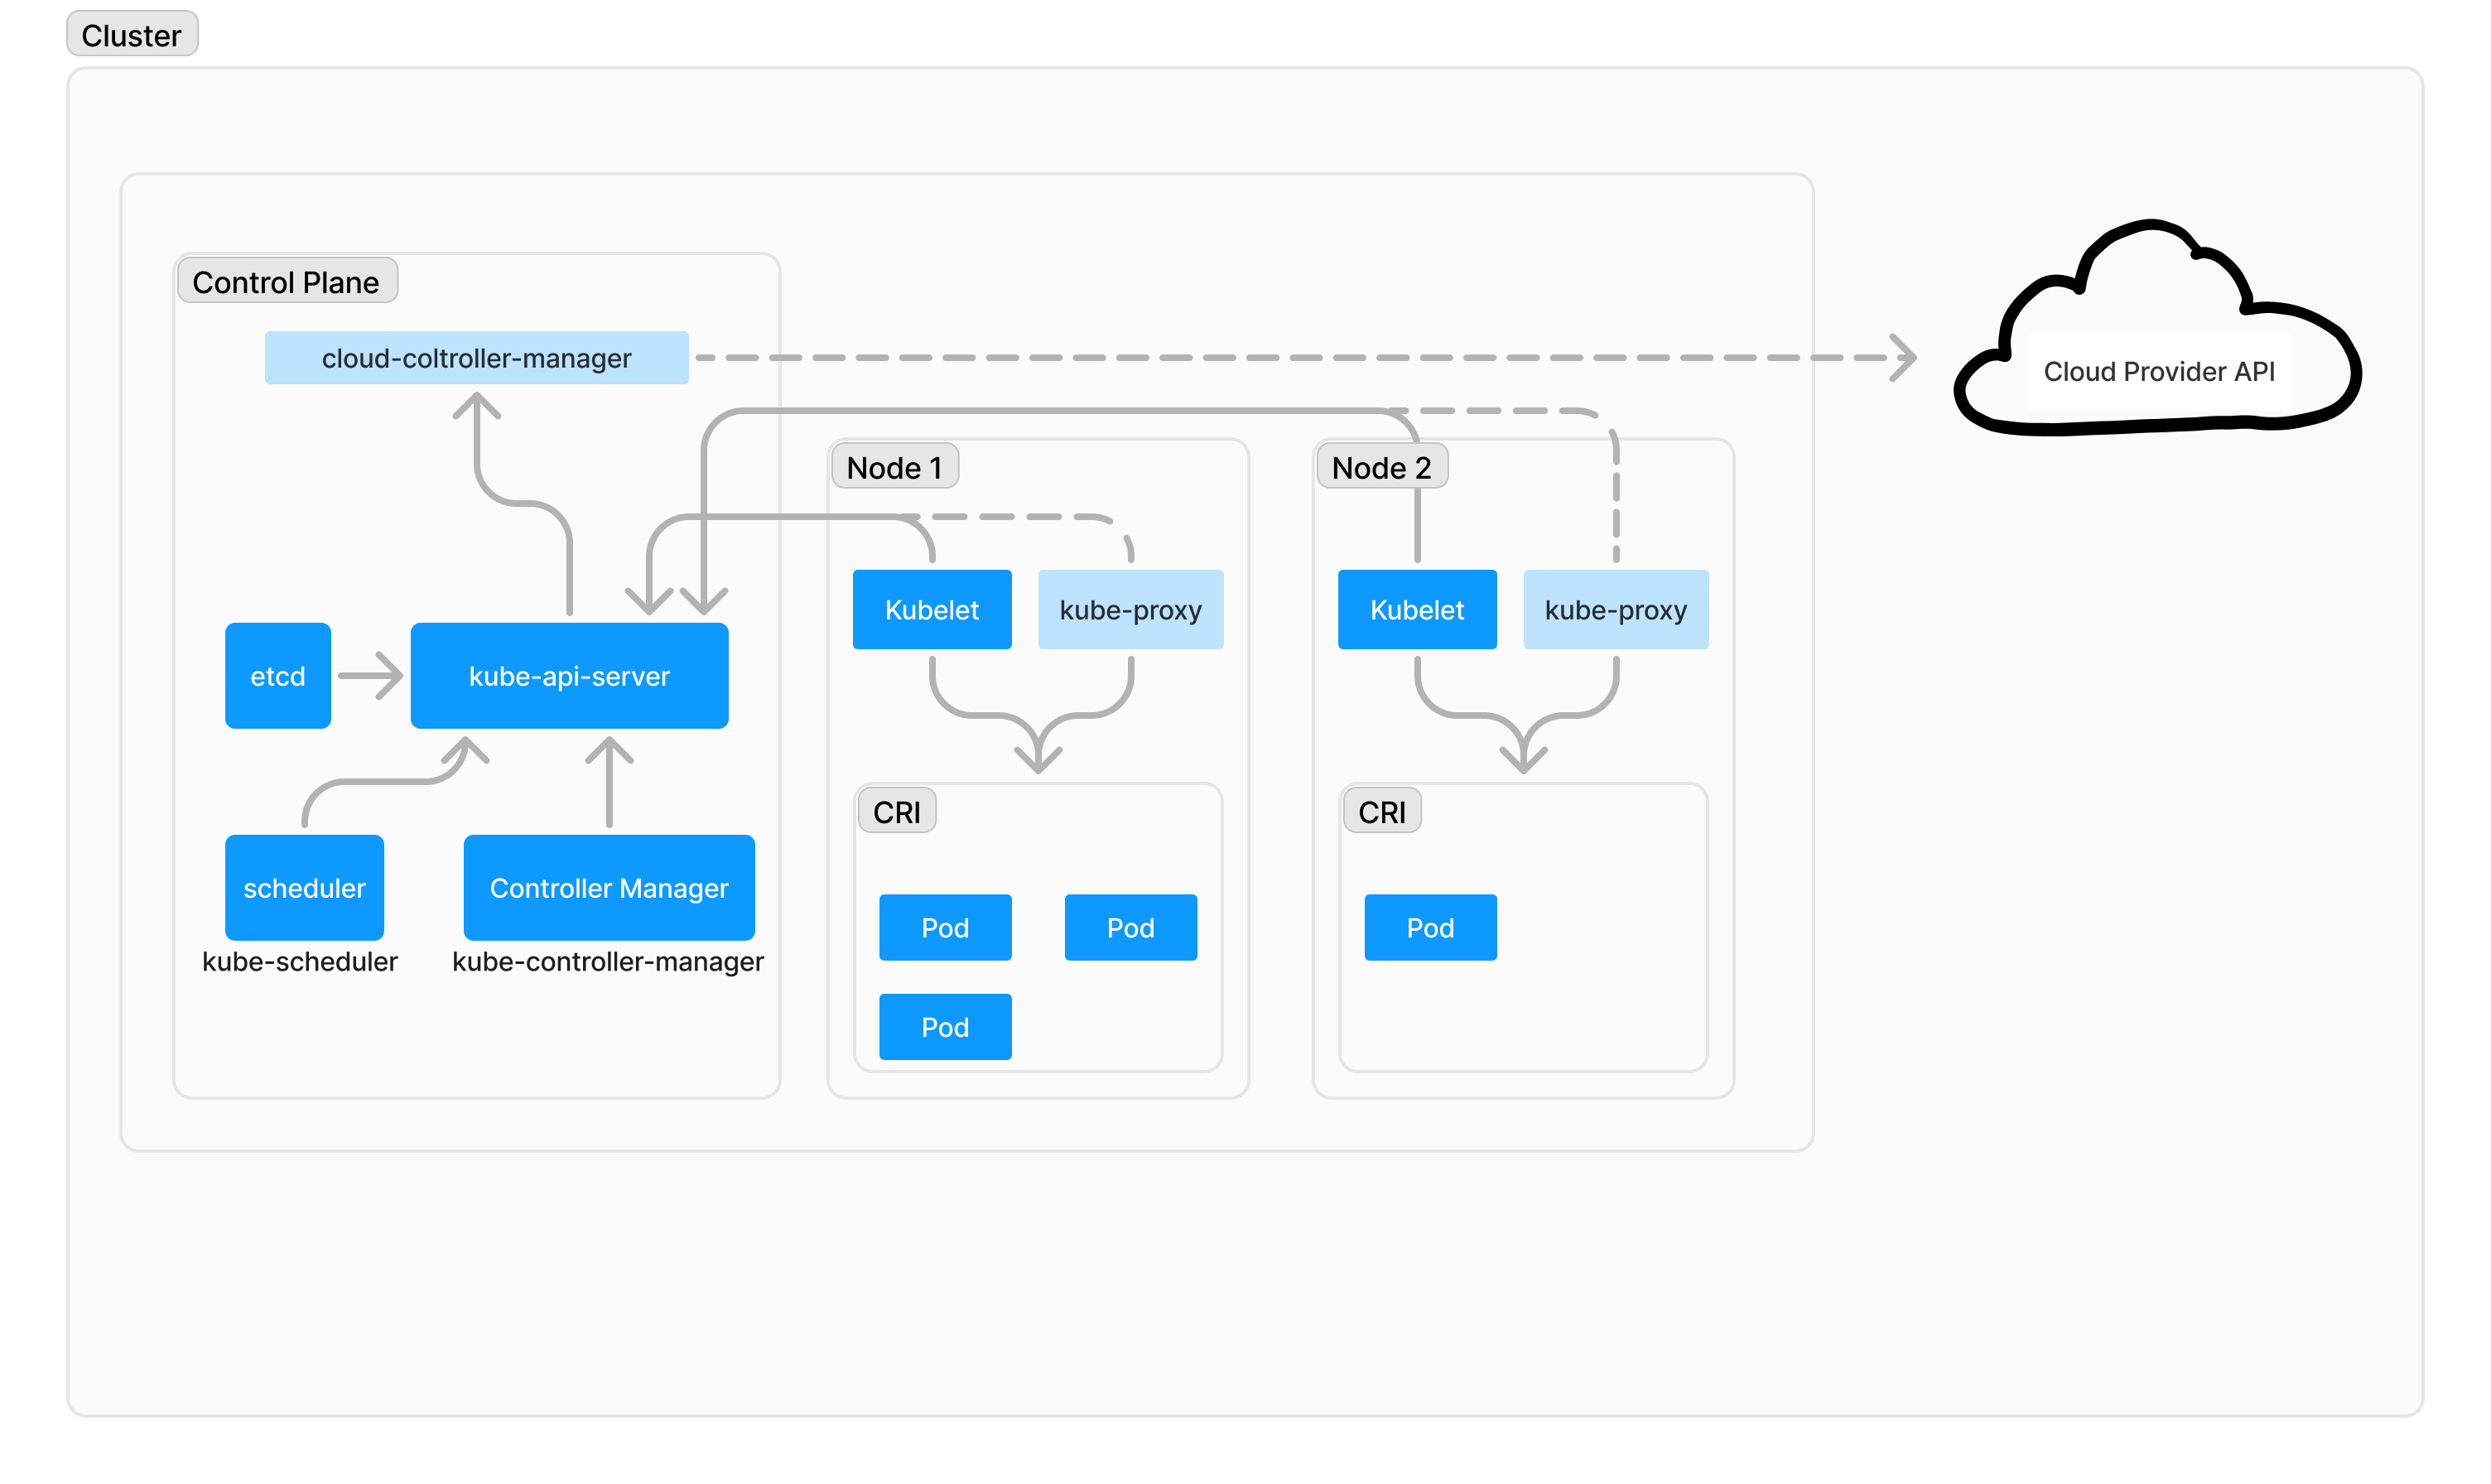 Cluster
Control Plane
cloud-coltroller-manager
Cloud Provider API
Node 1
Node 2
Kubelet
kube-proxy
Kubelet
kube-proxy
etcd
kube-api-server
CRI
CRI
scheduler
Controller Manager
Pod
Pod
Pod
kube-scheduler
kube-controller-manager
Pod